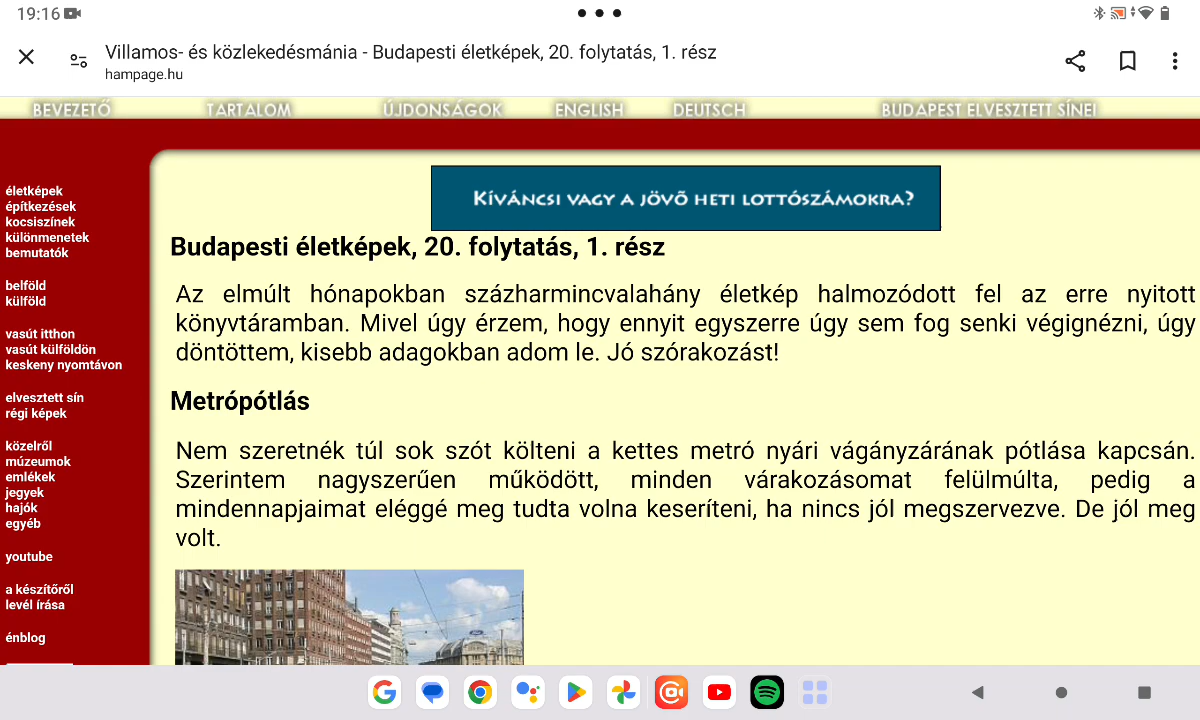 19:16
Villamos- és közlekedésmánia - Budapesti életképek, 20. folytatás, 1. rész
hampage.hu
BEVEZETŐ TARTALOM ÚJDONSÁGOK ENGLISH DEUTSCH BUDAPEST ELVESZTETT SÍNEI
életképek
építkezések
kocsiszínek
különmenetek
bemutatók
belföld
külföld
vasút itthon
vasút külföldön
keskeny nyomtávon
elvesztett sín
régi képek
közelről
múzeumok
emlékek
jegyek
hajók
egyéb
youtube
a készítőről
levél írása
énblog
Kíváncsi vagy a jövõ heti lottószámokra?
Budapesti életképek, 20. folytatás, 1. rész
Az elmúlt hónapokban százharmincvalahány életkép halmozódott fel az erre nyitott
könyvtáramban. Mivel úgy érzem, hogy ennyit egyszerre úgy sem fog senki végignézni, úgy
döntöttem, kisebb adagokban adom le. Jó szórakozást!
Metrópótlás
Nem szeretnék túl sok szót költeni a kettes metró nyári vágányzárának pótlása kapcsán.
Szerintem nagyszerűen működött, minden várakozásomat felülmúlta, pedig a
mindennapjaimat eléggé meg tudta volna keseríteni, ha nincs jól megszervezve. De jól meg
volt.